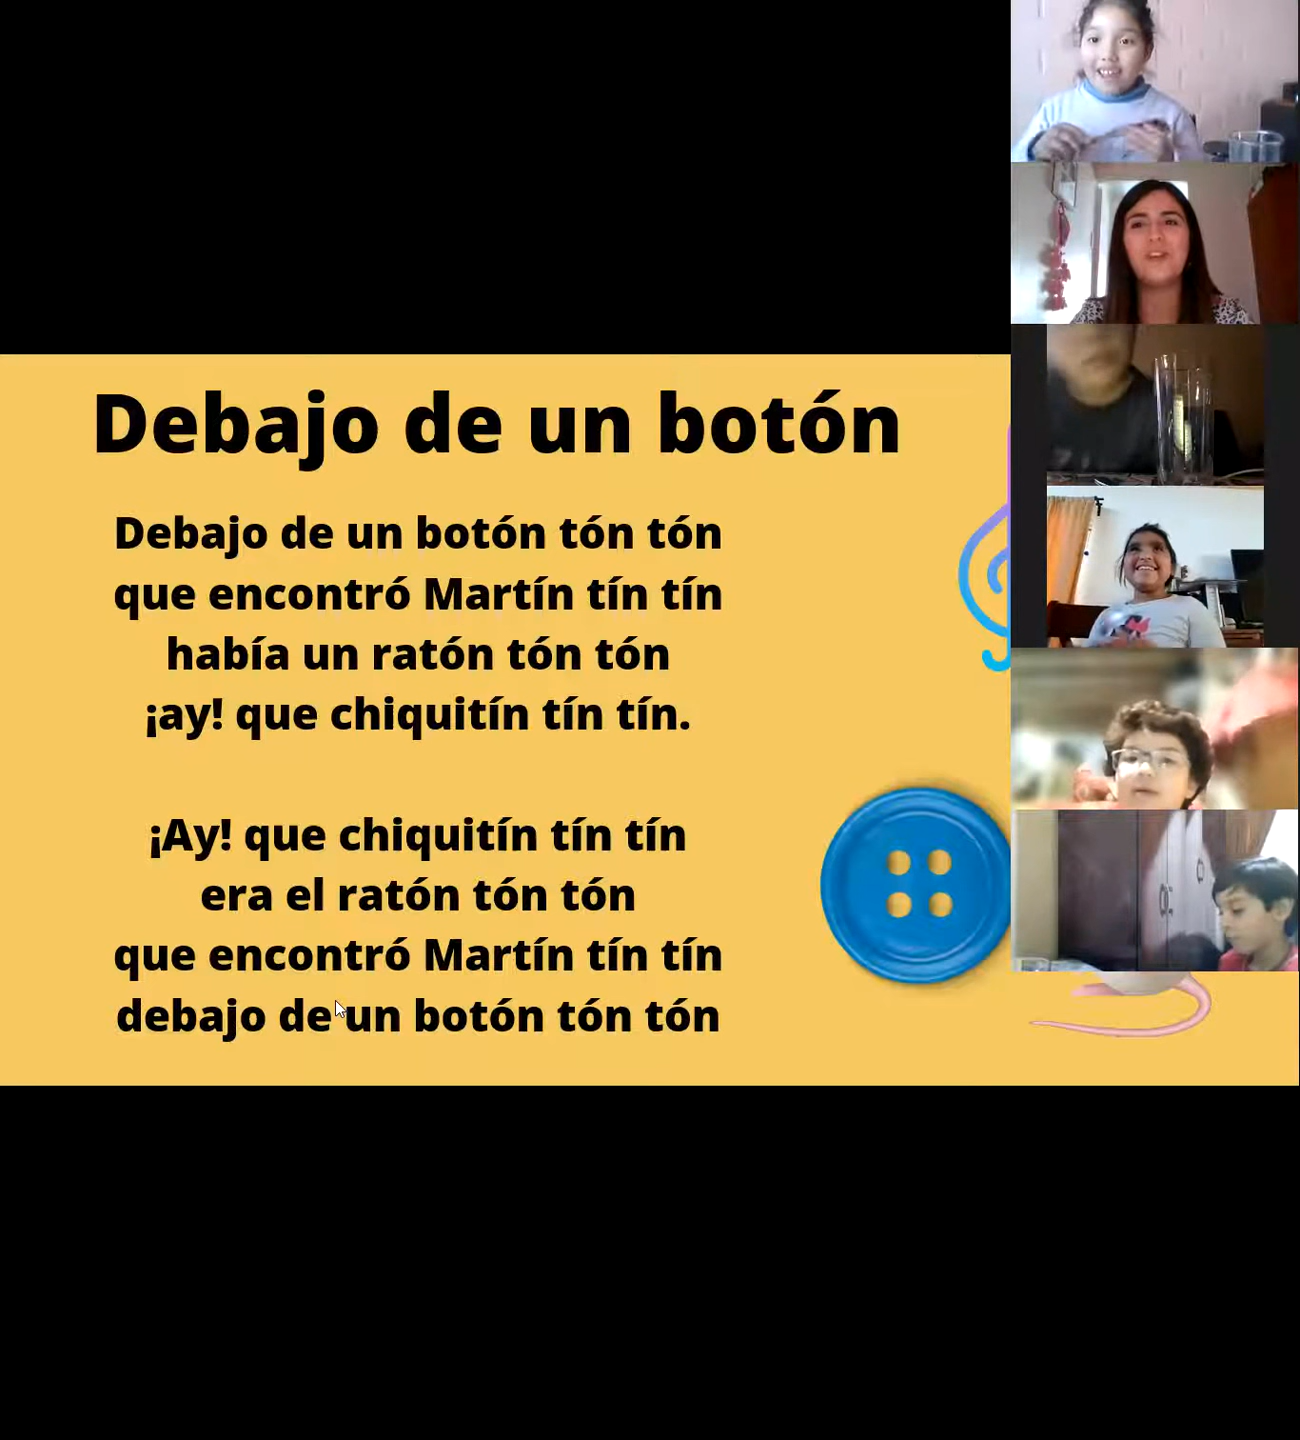 Debajo de un botón
Debajo de un botón tón tón
que encontró Martín tín tín
había un ratón tón tón
¡ay! que chiquitín tín tín.
¡Ay! que chiquitín tín tín
era el ratón tón tón
que encontró Martín tín tín
debajo de un botón tón tón